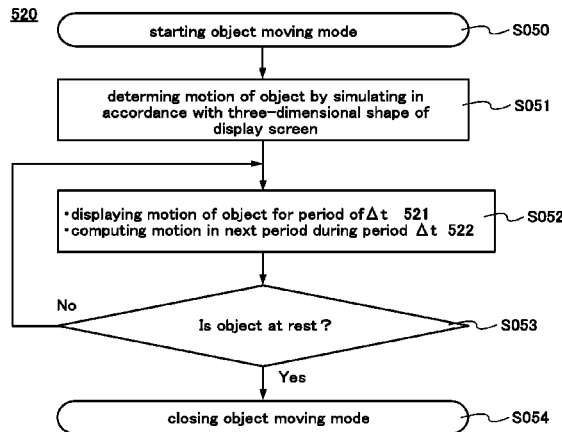 520
starting object moving mode
S050
determing motion of object by simulating in
accordance with three-dimensional shape of
display screen
S051
・displaying motion of object for period of Δt 521
・computing motion in next period during period Δt 522
S052
No
Is object at rest?
S053
Yes
closing object moving mode
S054